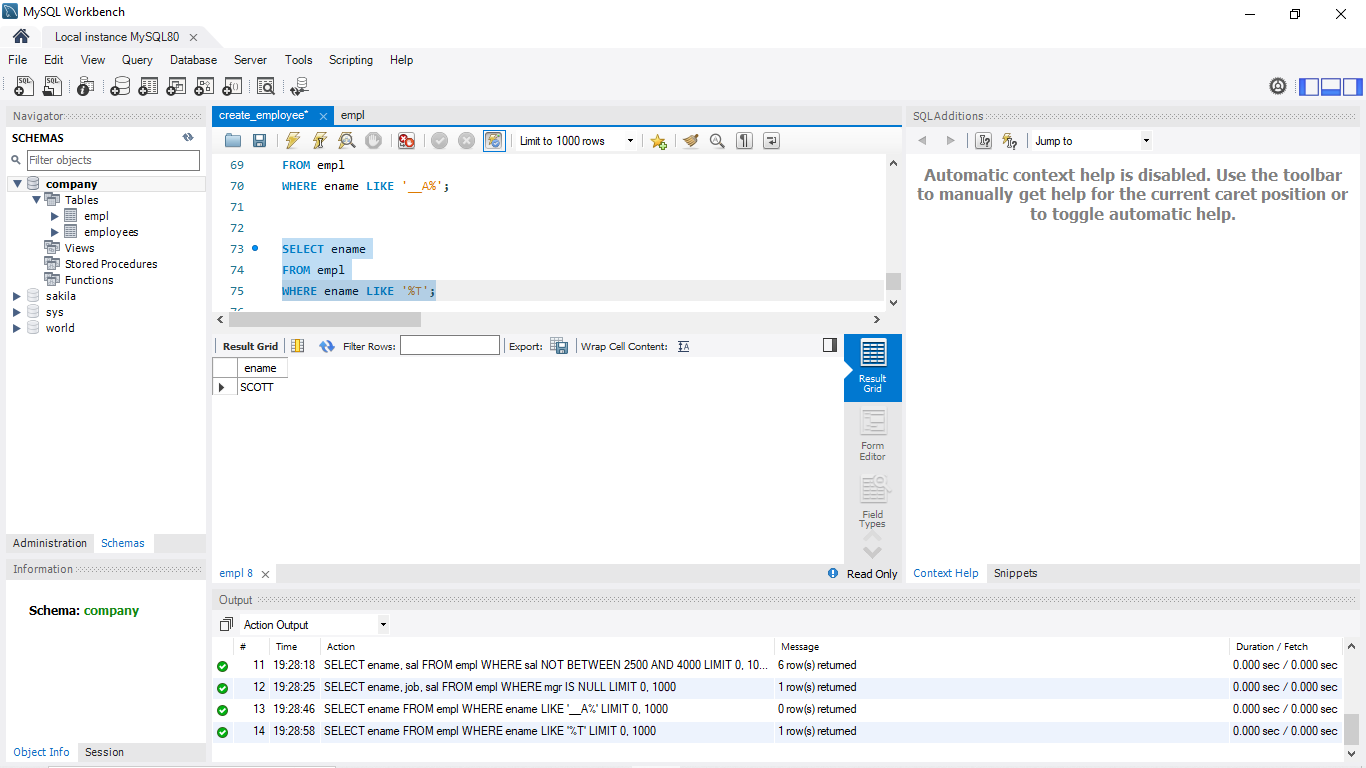 MySQL Workbench
Local instance MySQL80
File Edit View Query Database Server Tools Scripting Help
Navigator
SCHEMAS
Filter objects
company
Tables
empl
employees
Views
Stored Procedures
Functions
sakila
sys
world
Administration Schemas
Information
Schema: company
Object Info Session
create_employee* empl
Limit to 1000 rows
69 FROM empl
70 WHERE ename LIKE '__A%';
71
72
73 SELECT ename
74 FROM empl
75 WHERE ename LIKE '%T';
Result Grid Filter Rows: Export: Wrap Cell Content:
ename
SCOTT
Result
Grid
Form
Editor
Field
Types
empl 8 Read Only
SQLAdditions
Jump to
Automatic context help is disabled. Use the toolbar
to manually get help for the current caret position or
to toggle automatic help.
Context Help Snippets
Output
Action Output
# Time Action Message Duration / Fetch
11 19:28:18 SELECT ename, sal FROM empl WHERE sal NOT BETWEEN 2500 AND 4000 LIMIT 0, 10... 6 row(s) returned 0.000 sec / 0.000 sec
12 19:28:25 SELECT ename, job, sal FROM empl WHERE mgr IS NULL LIMIT 0, 1000 1 row(s) returned 0.000 sec / 0.000 sec
13 19:28:46 SELECT ename FROM empl WHERE ename LIKE '__A%' LIMIT 0, 1000 0 row(s) returned 0.000 sec / 0.000 sec
14 19:28:58 SELECT ename FROM empl WHERE ename LIKE '%T' LIMIT 0, 1000 1 row(s) returned 0.000 sec / 0.000 sec